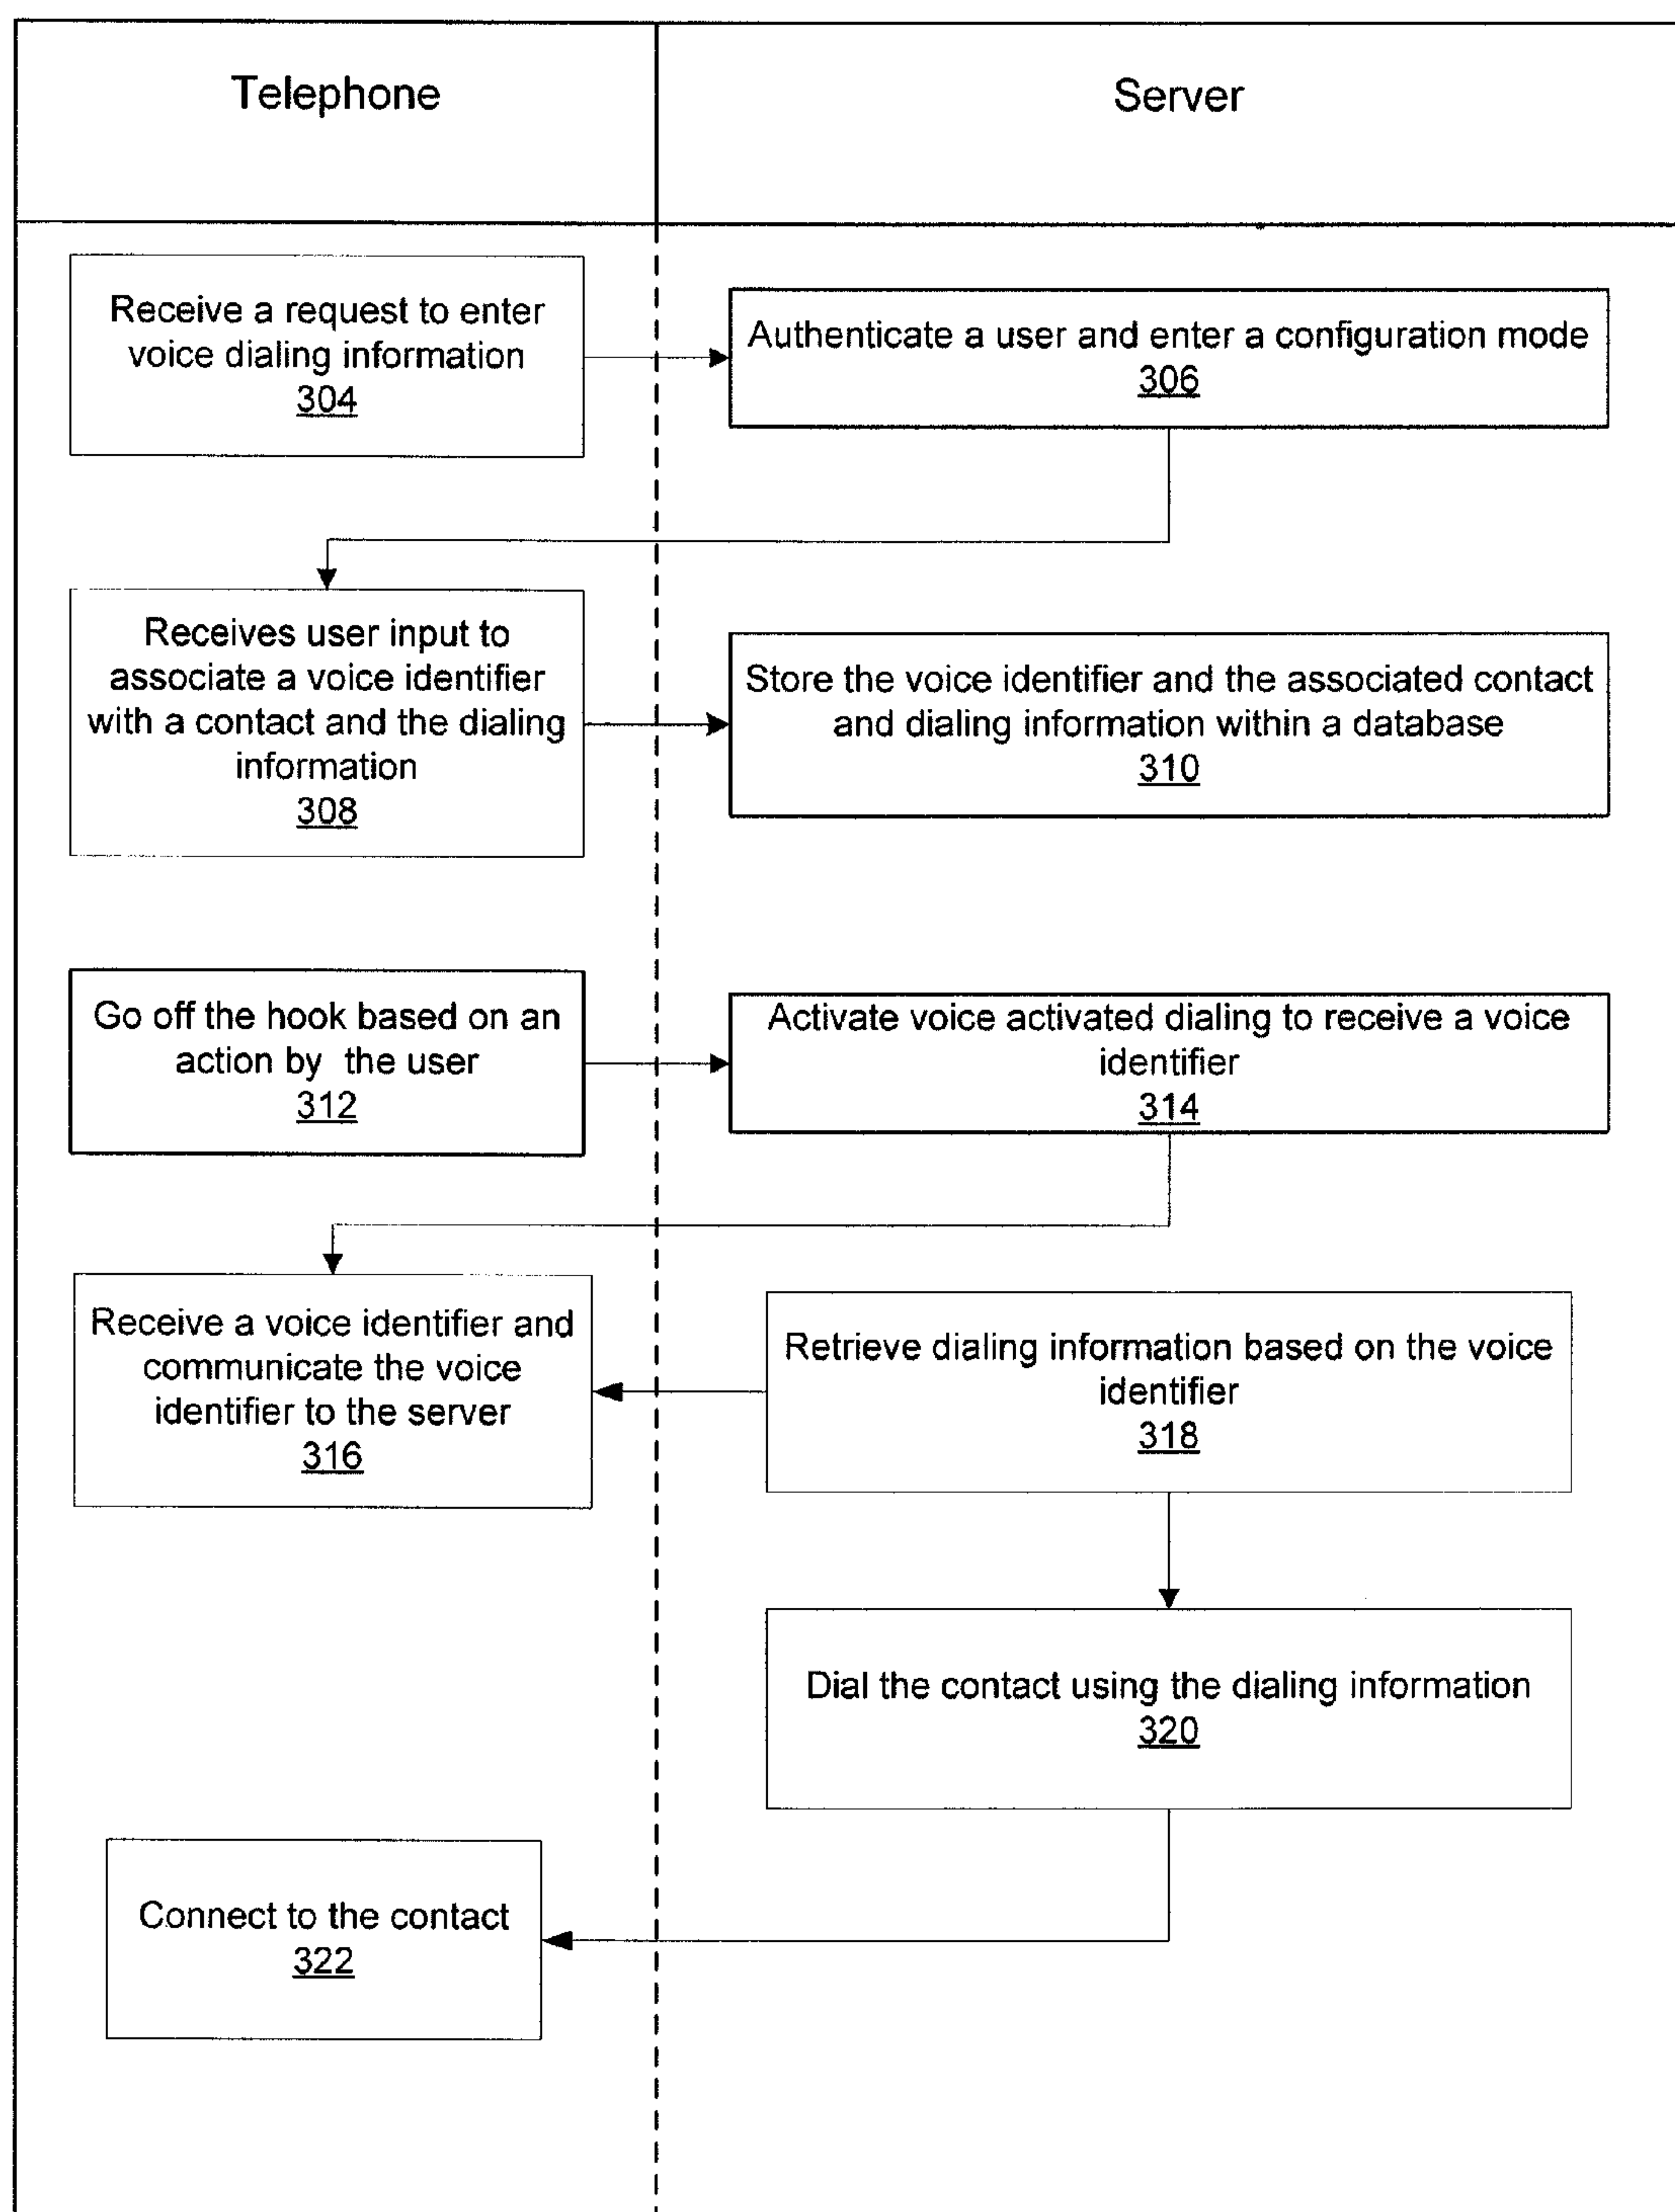 Telephone
Server
Receive a request to enter
voice dialing information
304
Authenticate a user and enter a configuration mode
306
Receives user input to
associate a voice identifier
with a contact and the dialing
information
308
Store the voice identifier and the associated contact
and dialing information within a database
310
Go off the hook based on an
action by the user
312
Activate voice activated dialing to receive a voice
identifier
314
Receive a voice identifier and
communicate the voice
identifier to the server
316
Retrieve dialing information based on the voice
identifier
318
Dial the contact using the dialing information
320
Connect to the contact
322